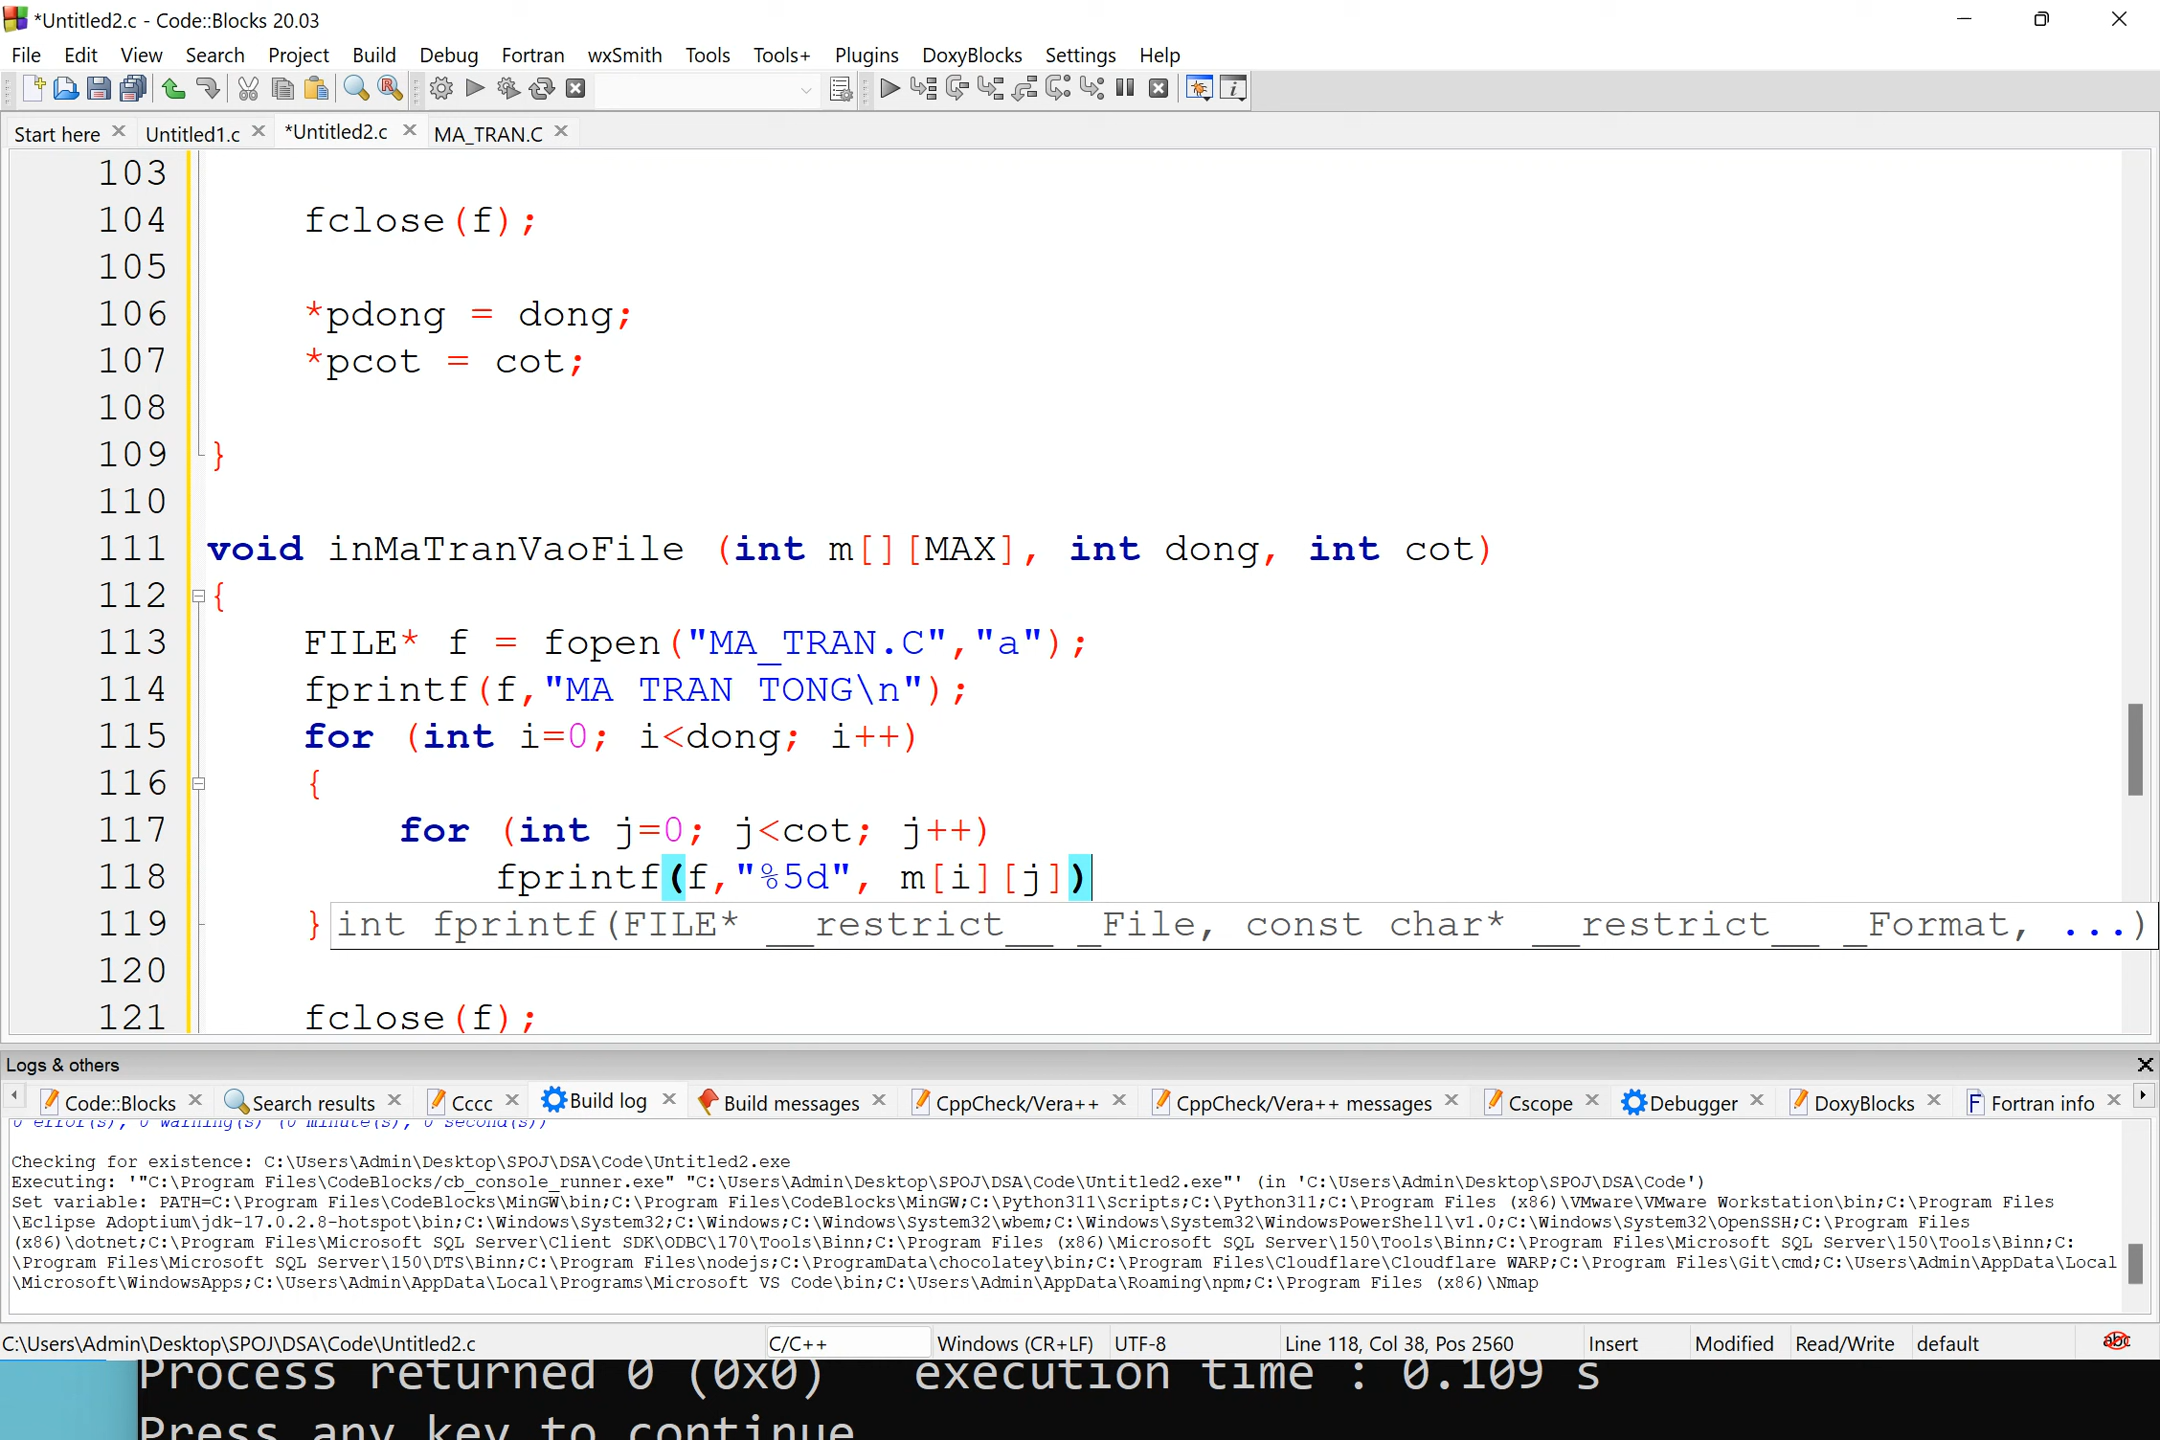 *Untitled2.c - Code::Blocks 20.03
File Edit View Search Project Build Debug Fortran wxSmith Tools Tools+ Plugins DoxyBlocks Settings Help
Start here Untitled1.c *Untitled2.c MA_TRAN.C
103
104 fclose(f);
105
106 *pdong = dong;
107 *pcot = cot;
108
109 }
110
111 void inMaTranVaoFile (int m[][MAX], int dong, int cot)
112 {
113 FILE* f = fopen("MA_TRAN.C","a");
114 fprintf(f,"MA TRAN TONG\n");
115 for (int i=0; i<dong; i++)
116 {
117 for (int j=0; j<cot; j++)
118 fprintf(f,"%5d", m[i][j])
119 } int fprintf(FILE* __restrict__ _File, const char* __restrict__ _Format, ...)
120
121 fclose(f);
Logs & others
Code::Blocks Search results Cccc Build log Build messages CppCheck/Vera++ CppCheck/Vera++ messages Cscope Debugger DoxyBlocks Fortran info
0 error(s), 0 warning(s) (0 minute(s), 0 second(s))
Checking for existence: C:\Users\Admin\Desktop\SPOJ\DSA\Code\Untitled2.exe
Executing: '"C:\Program Files\CodeBlocks/cb_console_runner.exe" "C:\Users\Admin\Desktop\SPOJ\DSA\Code\Untitled2.exe"' (in 'C:\Users\Admin\Desktop\SPOJ\DSA\Code')
Set variable: PATH=C:\Program Files\CodeBlocks\MinGW\bin;C:\Program Files\CodeBlocks\MinGW;C:\Python311\Scripts;C:\Python311;C:\Program Files (x86)\VMware\VMware Workstation\bin;C:\Program Files
\Eclipse Adoptium\jdk-17.0.2.8-hotspot\bin;C:\Windows\System32;C:\Windows;C:\Windows\System32\wbem;C:\Windows\System32\WindowsPowerShell\v1.0;C:\Windows\System32\OpenSSH;C:\Program Files
(x86)\dotnet;C:\Program Files\Microsoft SQL Server\Client SDK\ODBC\170\Tools\Binn;C:\Program Files (x86)\Microsoft SQL Server\150\Tools\Binn;C:\Program Files\Microsoft SQL Server\150\Tools\Binn;C:
\Program Files\Microsoft SQL Server\150\DTS\Binn;C:\Program Files\nodejs;C:\ProgramData\chocolatey\bin;C:\Program Files\Cloudflare\Cloudflare WARP;C:\Program Files\Git\cmd;C:\Users\Admin\AppData\Local
\Microsoft\WindowsApps;C:\Users\Admin\AppData\Local\Programs\Microsoft VS Code\bin;C:\Users\Admin\AppData\Roaming\npm;C:\Program Files (x86)\Nmap
C:\Users\Admin\Desktop\SPOJ\DSA\Code\Untitled2.c C/C++ Windows (CR+LF) UTF-8 Line 118, Col 38, Pos 2560 Insert Modified Read/Write default abc
Process returned 0 (0x0) execution time : 0.109 s
Press any key to continue